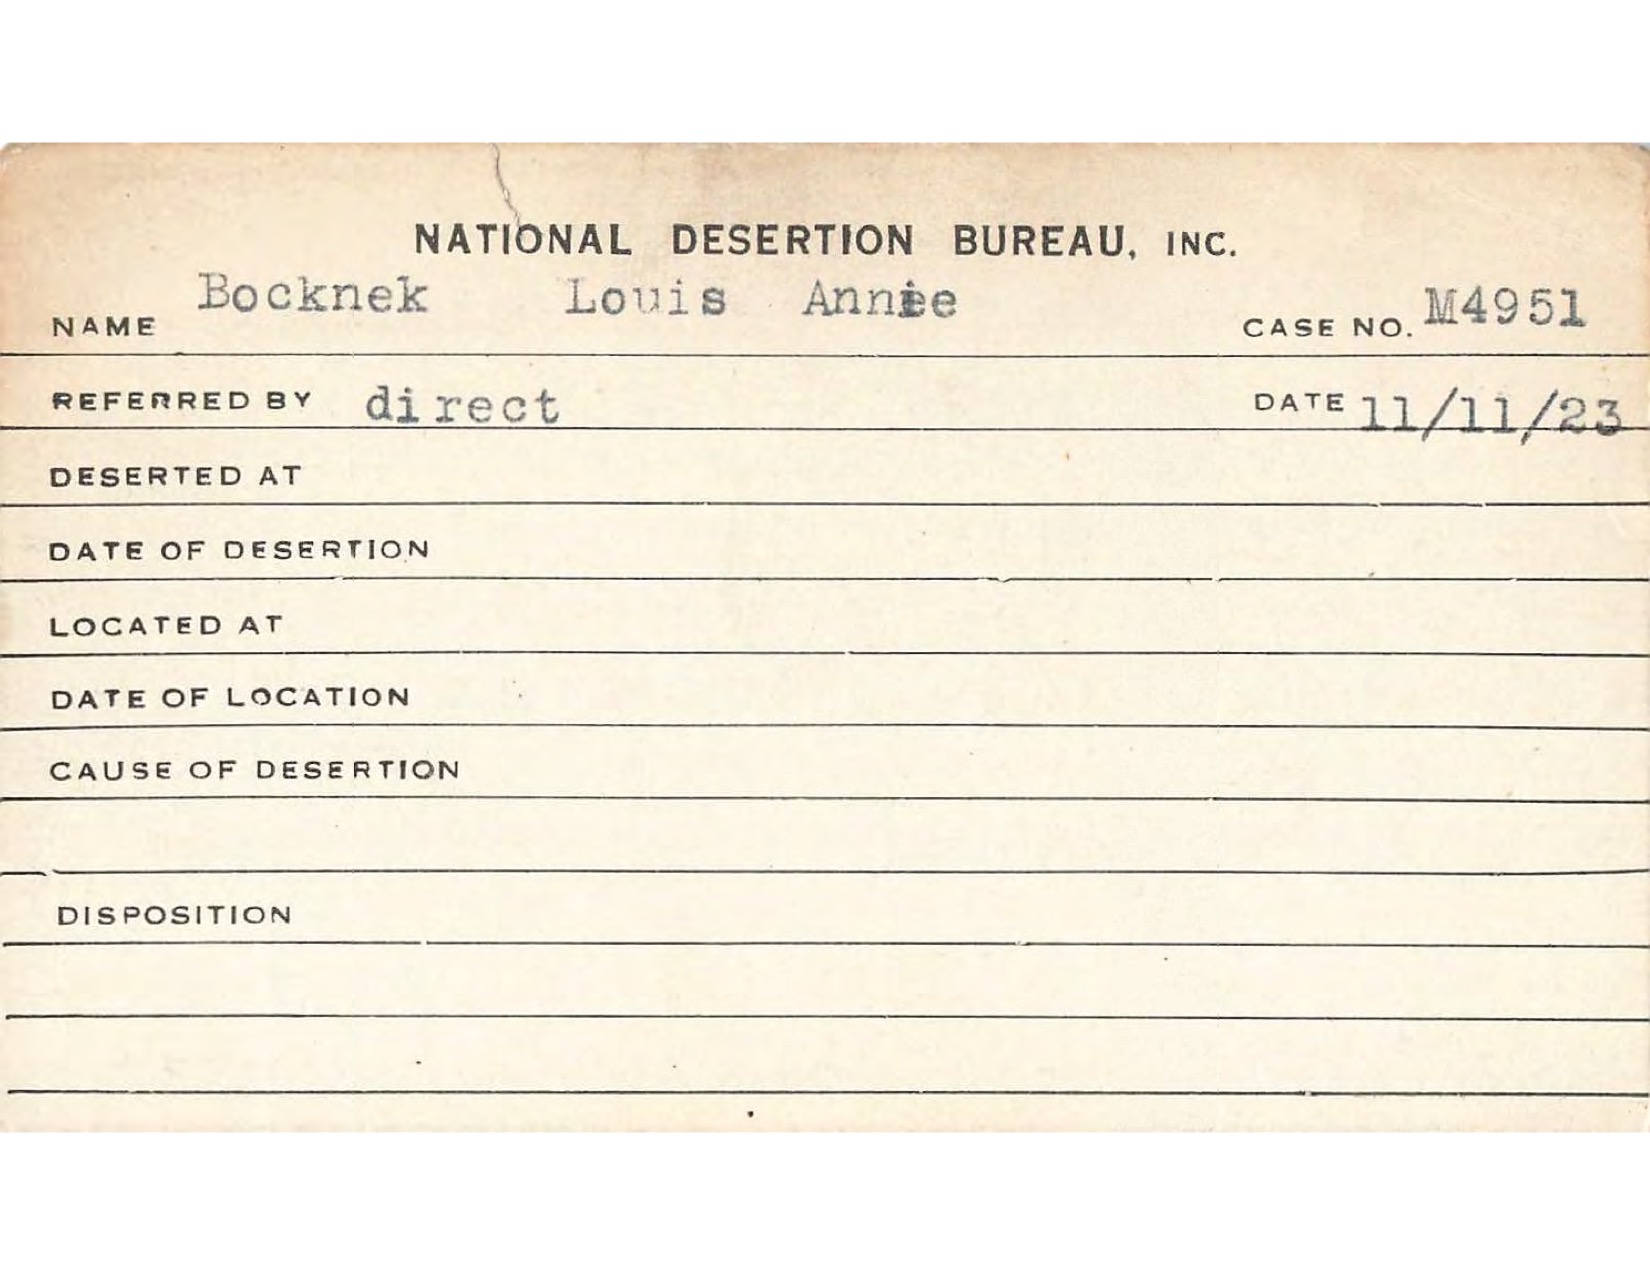 NATIONAL DESERTION BUREAU, INC.
NAME Bocknek Louis Annie CASE NO. M4951
REFERRED BY direct DATE 11/11/23
DESERTED AT
DATE OF DESERTION
LOCATED AT
DATE OF LOCATION
CAUSE OF DESERTION
DISPOSITION